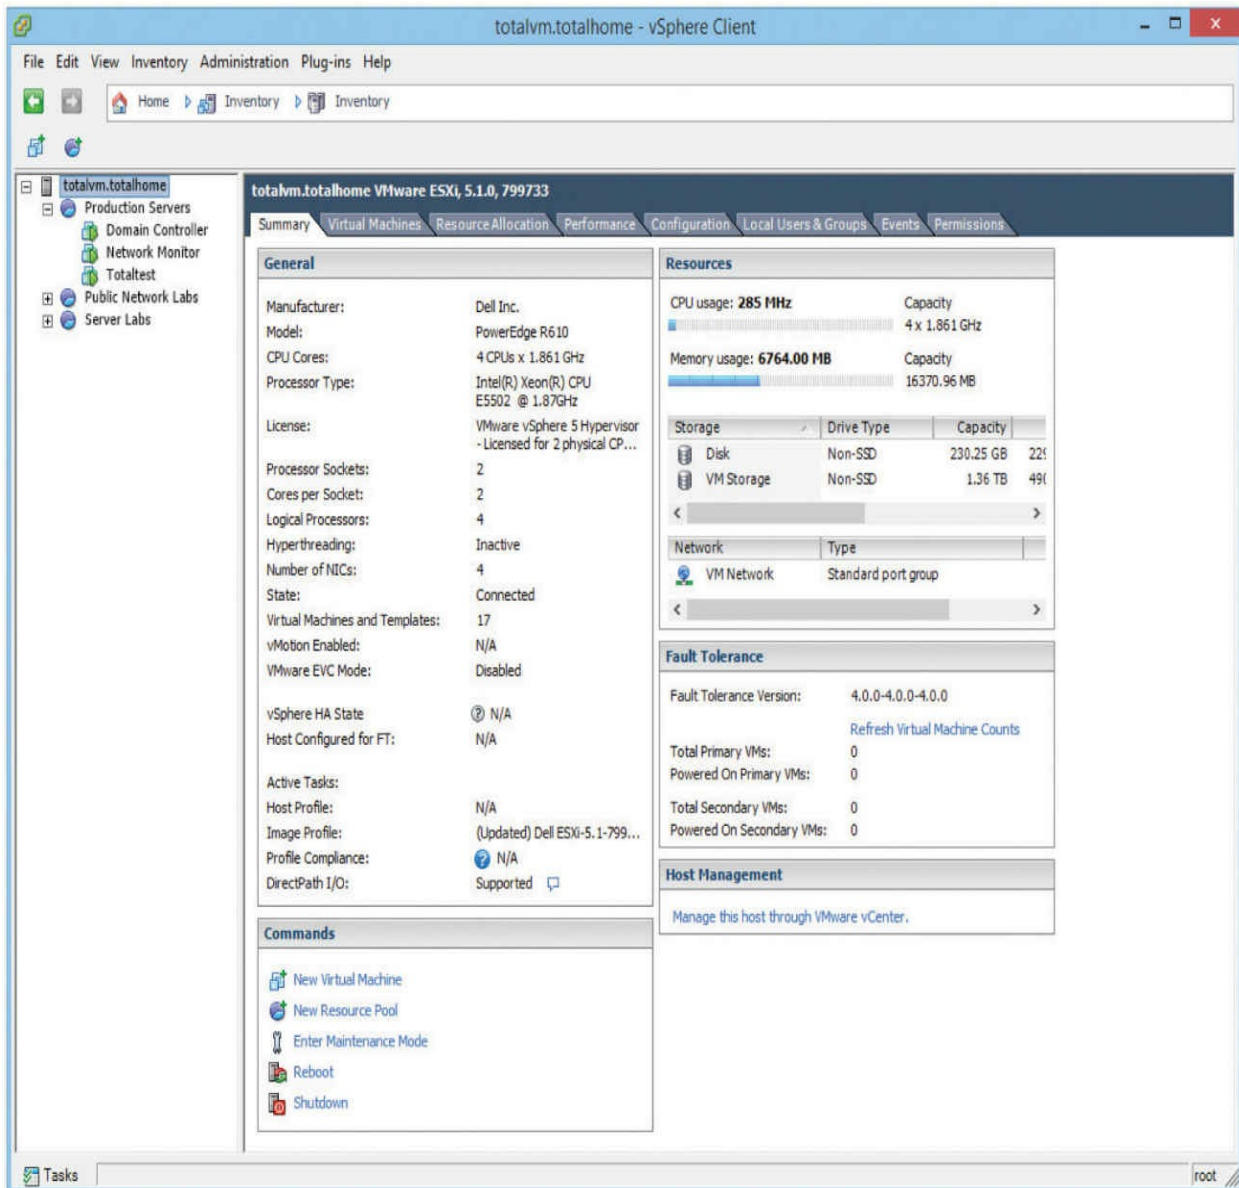 totalvm.totalhome - vSphere Client
File Edit View Inventory Administration Plug-ins Help
Home Inventory Inventory
totalvm.totalhome
Production Servers
Domain Controller
Network Monitor
Totaltest
Public Network Labs
Server Labs
totalvm.totalhome VMware ESXi, 5.1.0, 799733
Summary Virtual Machines Resource Allocation Performance Configuration Local Users & Groups Events Permissions
General
Manufacturer: Dell Inc.
Model: PowerEdge R610
CPU Cores: 4 CPUs x 1.861 GHz
Processor Type: Intel(R) Xeon(R) CPU
E5502 @ 1.87GHz
License: VMware vSphere 5 Hypervisor
- Licensed for 2 physical CP...
Processor Sockets: 2
Cores per Socket: 2
Logical Processors: 4
Hyperthreading: Inactive
Number of NICs: 4
State: Connected
Virtual Machines and Templates: 17
vMotion Enabled: N/A
VMware EVC Mode: Disabled
vSphere HA State N/A
Host Configured for FT: N/A
Active Tasks:
Host Profile: N/A
Image Profile: (Updated) Dell ESXi-5.1-799...
Profile Compliance: N/A
DirectPath I/O: Supported
Commands
New Virtual Machine
New Resource Pool
Enter Maintenance Mode
Reboot
Shutdown
Resources
CPU usage: 285 MHz Capacity
4 x 1.861 GHz
Memory usage: 6764.00 MB Capacity
16370.96 MB
Storage Drive Type Capacity
Disk Non-SSD 230.25 GB
VM Storage Non-SSD 1.36 TB
Network Type
VM Network Standard port group
Fault Tolerance
Fault Tolerance Version: 4.0.0-4.0.0-4.0.0
Refresh Virtual Machine Counts
Total Primary VMs: 0
Powered On Primary VMs: 0
Total Secondary VMs: 0
Powered On Secondary VMs: 0
Host Management
Manage this host through VMware vCenter.
Tasks root